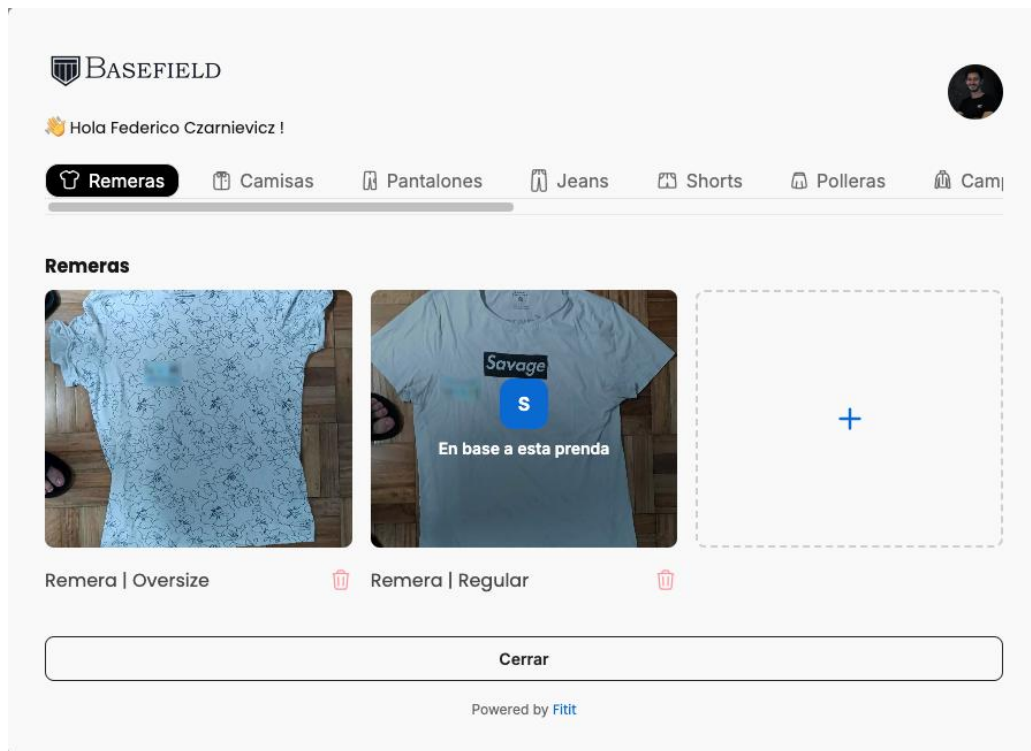 BASEFIELD
👋 Hola Federico Czarnievicz !
Remeras Camisas Pantalones Jeans Shorts Polleras Cam
Remeras
Savage
S
En base a esta prenda
Remera | Oversize Remera | Regular
Cerrar
Powered by Fitit